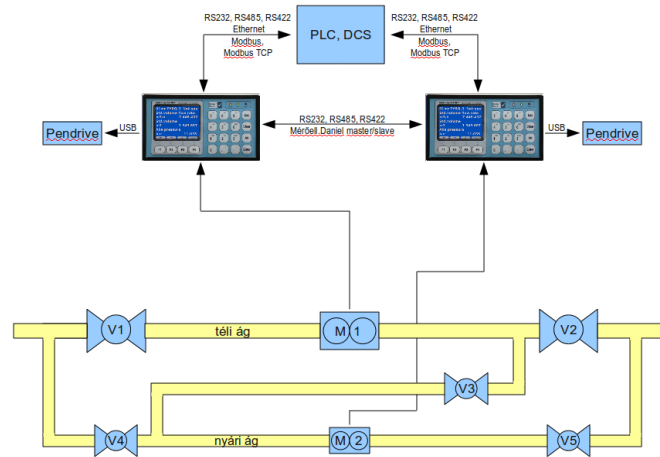 RS232, RS485, RS422
Ethernet
Modbus,
Modbus TCP
PLC, DCS
RS232, RS485, RS422
Ethernet
Modbus,
Modbus TCP
Pendrive
USB
RS232, RS485, RS422
Mérőell.Daniel master/slave
USB
Pendrive
V1
téli ág
M 1
V2
V3
V4
nyári ág
M 2
V5